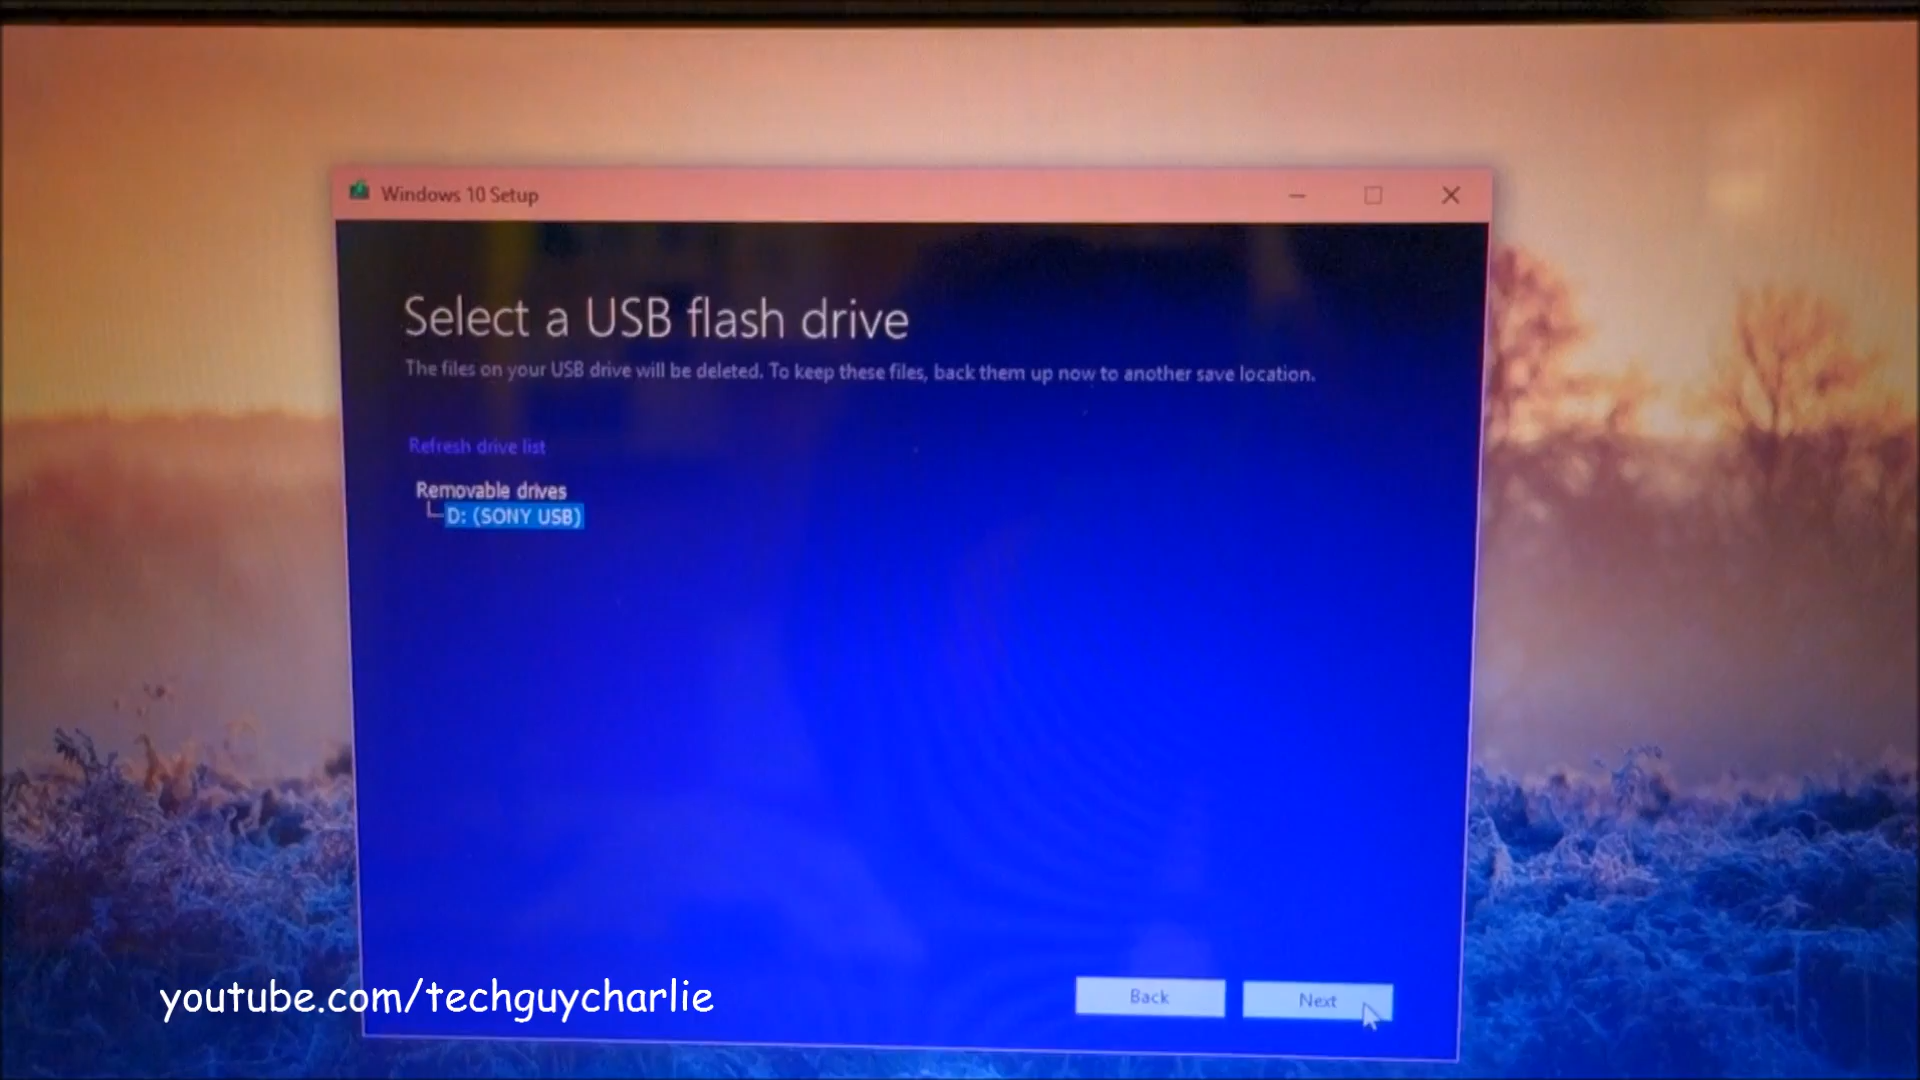 Windows 10 Setup
Select a USB flash drive
The files on your USB drive will be deleted. To keep these files, back them up now to another save location.
Refresh drive list
Removable drives
D: (SONY USB)
Back
Next
youtube.com/techguycharlie